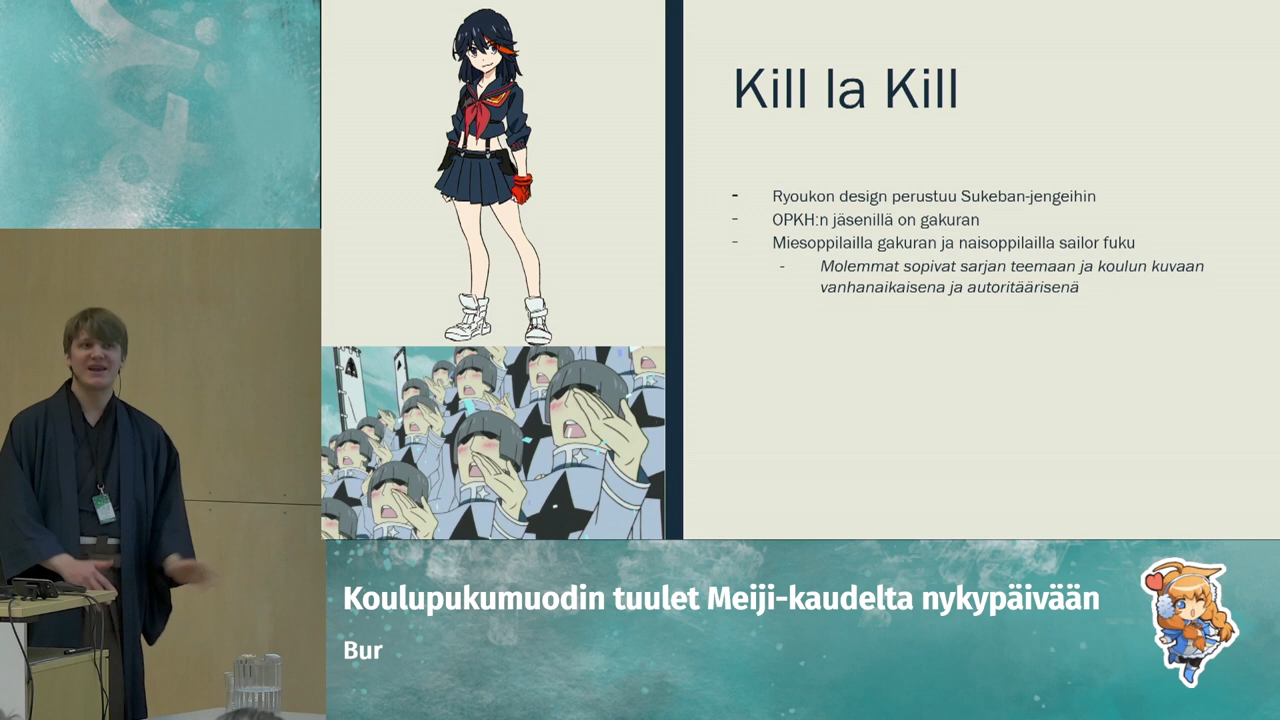 Kill la Kill
- Ryoukon design perustuu Sukeban-jengeihin
- OPKH:n jäsenillä on gakuran
- Miesoppilailla gakuran ja naisoppilailla sailor fuku
- Molemmat sopivat sarjan teemaan ja koulun kuvaan
vanhanaikaisena ja autoritäärisenä
Koulupukumuodin tuulet Meiji-kaudelta nykypäivään
Bur